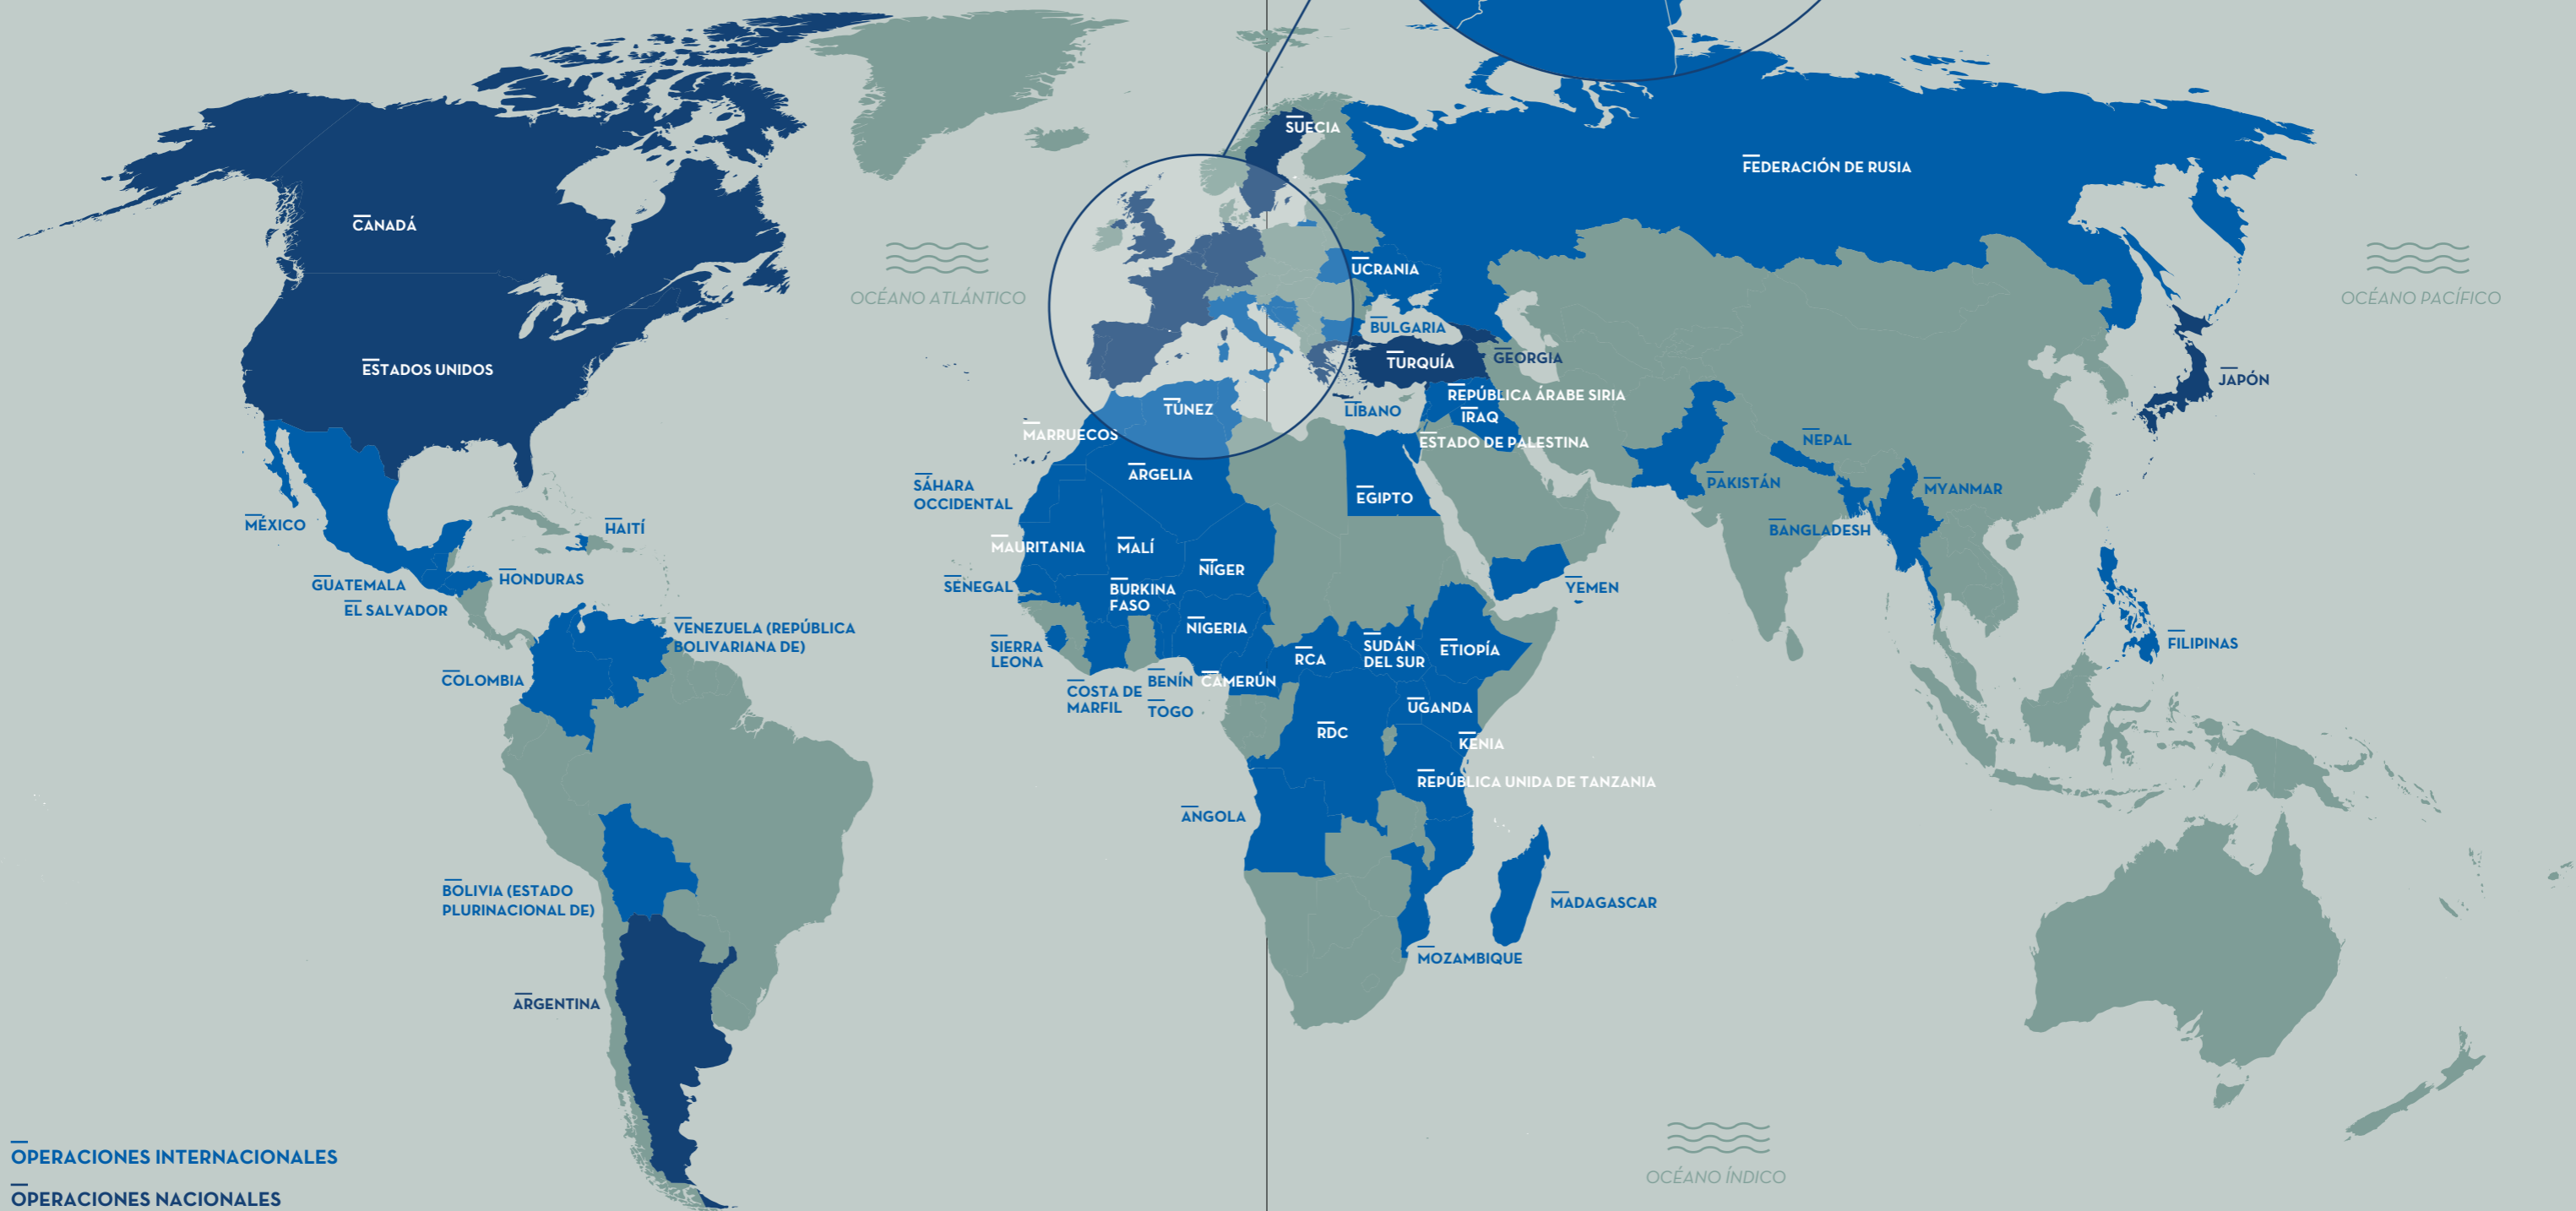 SUECIA
FEDERACIÓN DE RUSIA
CANADÁ
UCRANIA
OCÉANO ATLÁNTICO
OCÉANO PACÍFICO
BULGARIA
TURQUÍA
GEORGIA
ESTADOS UNIDOS
JAPÓN
REPÚBLICA ÁRABE SIRIA
TÚNEZ
LÍBANO
IRAQ
MARRUECOS
ESTADO DE PALESTINA
NEPAL
ARGELIA
SÁHARA
OCCIDENTAL
EGIPTO
PAKISTÁN
MYANMAR
MÉXICO
HAITÍ
BANGLADESH
MAURITANIA
MALÍ
NÍGER
GUATEMALA
HONDURAS
SENEGAL
BURKINA
FASO
YEMEN
EL SALVADOR
VENEZUELA (REPÚBLICA
BOLIVARIANA DE)
NIGERIA
SIERRA
LEONA
RCA
SUDÁN
DEL SUR
ETIOPÍA
FILIPINAS
COLOMBIA
COSTA DE
MARFIL
BENÍN
CAMERÚN
TOGO
UGANDA
RDC
KENIA
REPÚBLICA UNIDA DE TANZANIA
ANGOLA
BOLIVIA (ESTADO
PLURINACIONAL DE)
MADAGASCAR
MOZAMBIQUE
ARGENTINA
OPERACIONES INTERNACIONALES
OCÉANO ÍNDICO
OPERACIONES NACIONALES